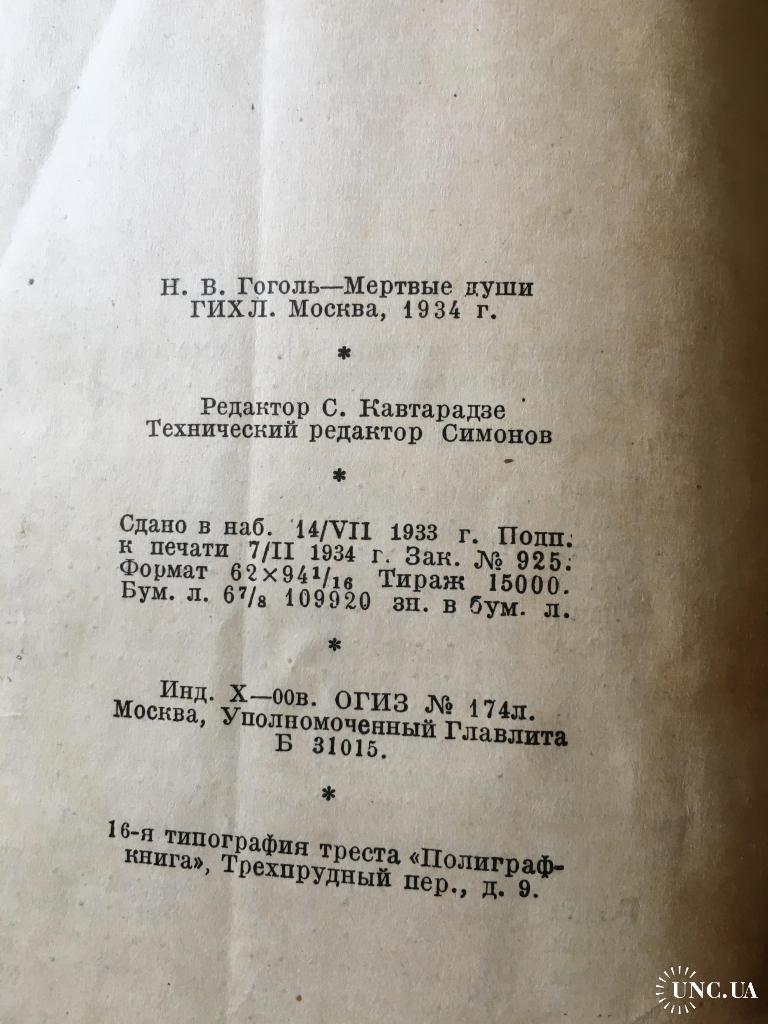 Н. В. Гоголь—Мертвые души
ГИХЛ. Москва, 1934 г.
*
Редактор С. Кавтарадзе
Технический редактор Симонов
*
Сдано в наб. 14/VII 1933 г. Подп.
к печати 7/II 1934 г. Зак. № 925.
Формат 62×94¹/₁₆ Тираж 15000.
Бум. л. 6⁷/₈ 109920 зн. в бум. л.
*
Инд. Х—00в. ОГИЗ № 174л.
Москва, Уполномоченный Главлита
Б 31015.
*
16-я типография треста «Полиграф-
книга», Трехпрудный пер., д. 9.
UNC.UA